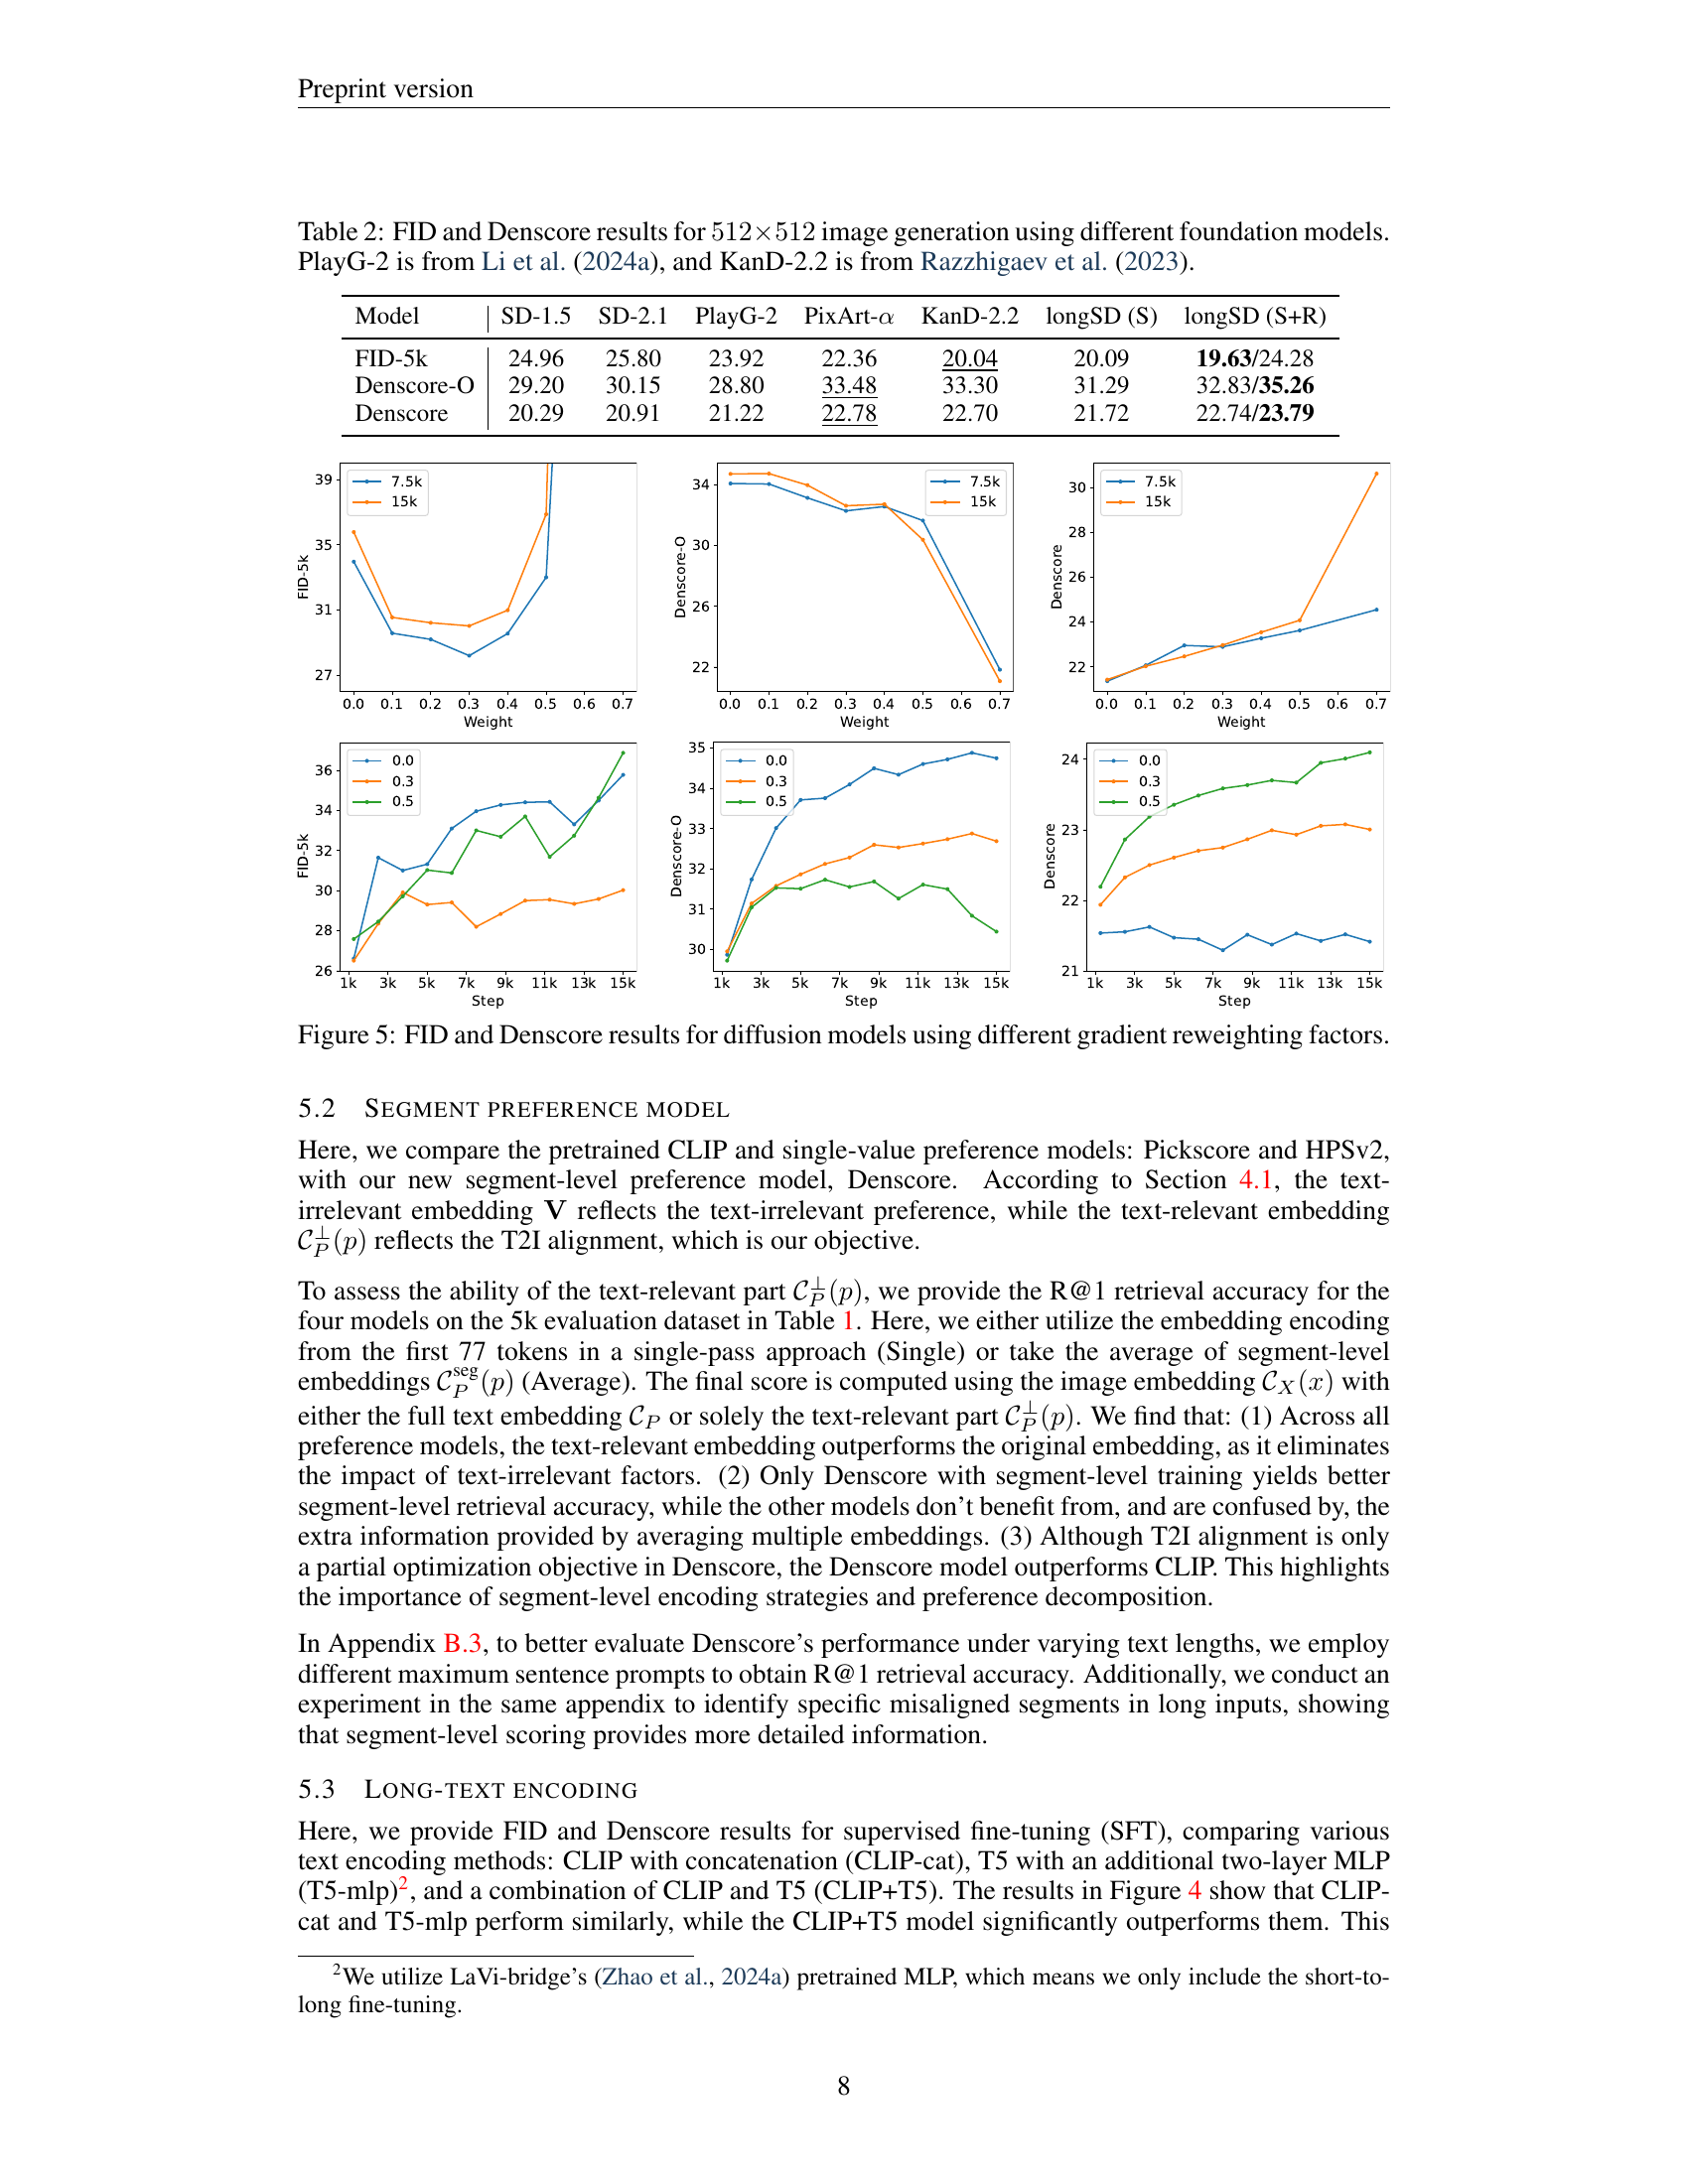 Preprint version
Table 2: FID and Denscore results for 512×512 image generation using different foundation models.
PlayG-2 is from Li et al. (2024a), and KanD-2.2 is from Razzhigaev et al. (2023).
Model SD-1.5 SD-2.1 PlayG-2 PixArt-α KanD-2.2 longSD (S) longSD (S+R)
FID-5k 24.96 25.80 23.92 22.36 20.04 20.09 19.63/24.28
Denscore-O 29.20 30.15 28.80 33.48 33.30 31.29 32.83/35.26
Denscore 20.29 20.91 21.22 22.78 22.70 21.72 22.74/23.79
39
35
31
27
FID-5k
7.5k
15k
0.0 0.1 0.2 0.3 0.4 0.5 0.6 0.7
Weight
34
30
26
22
Denscore-O
7.5k
15k
0.0 0.1 0.2 0.3 0.4 0.5 0.6 0.7
Weight
30
28
26
24
22
Denscore
7.5k
15k
0.0 0.1 0.2 0.3 0.4 0.5 0.6 0.7
Weight
36
34
32
30
28
26
FID-5k
0.0
0.3
0.5
1k 3k 5k 7k 9k 11k 13k 15k
Step
35
34
33
32
31
30
Denscore-O
0.0
0.3
0.5
1k 3k 5k 7k 9k 11k 13k 15k
Step
24
23
22
21
Denscore
0.0
0.3
0.5
1k 3k 5k 7k 9k 11k 13k 15k
Step
Figure 5: FID and Denscore results for diffusion models using different gradient reweighting factors.
5.2 SEGMENT PREFERENCE MODEL
Here, we compare the pretrained CLIP and single-value preference models: Pickscore and HPSv2,
with our new segment-level preference model, Denscore. According to Section 4.1, the text-
irrelevant embedding V reflects the text-irrelevant preference, while the text-relevant embedding
𝒞⊥P(p) reflects the T2I alignment, which is our objective.
To assess the ability of the text-relevant part 𝒞⊥P(p), we provide the R@1 retrieval accuracy for the
four models on the 5k evaluation dataset in Table 1. Here, we either utilize the embedding encoding
from the first 77 tokens in a single-pass approach (Single) or take the average of segment-level
embeddings 𝒞segP(p) (Average). The final score is computed using the image embedding 𝒞X(x) with
either the full text embedding 𝒞P or solely the text-relevant part 𝒞⊥P(p). We find that: (1) Across all
preference models, the text-relevant embedding outperforms the original embedding, as it eliminates
the impact of text-irrelevant factors. (2) Only Denscore with segment-level training yields better
segment-level retrieval accuracy, while the other models don't benefit from, and are confused by, the
extra information provided by averaging multiple embeddings. (3) Although T2I alignment is only
a partial optimization objective in Denscore, the Denscore model outperforms CLIP. This highlights
the importance of segment-level encoding strategies and preference decomposition.
In Appendix B.3, to better evaluate Denscore's performance under varying text lengths, we employ
different maximum sentence prompts to obtain R@1 retrieval accuracy. Additionally, we conduct an
experiment in the same appendix to identify specific misaligned segments in long inputs, showing
that segment-level scoring provides more detailed information.
5.3 LONG-TEXT ENCODING
Here, we provide FID and Denscore results for supervised fine-tuning (SFT), comparing various
text encoding methods: CLIP with concatenation (CLIP-cat), T5 with an additional two-layer MLP
(T5-mlp)2, and a combination of CLIP and T5 (CLIP+T5). The results in Figure 4 show that CLIP-
cat and T5-mlp perform similarly, while the CLIP+T5 model significantly outperforms them. This
2We utilize LaVi-bridge's (Zhao et al., 2024a) pretrained MLP, which means we only include the short-to-
long fine-tuning.
8